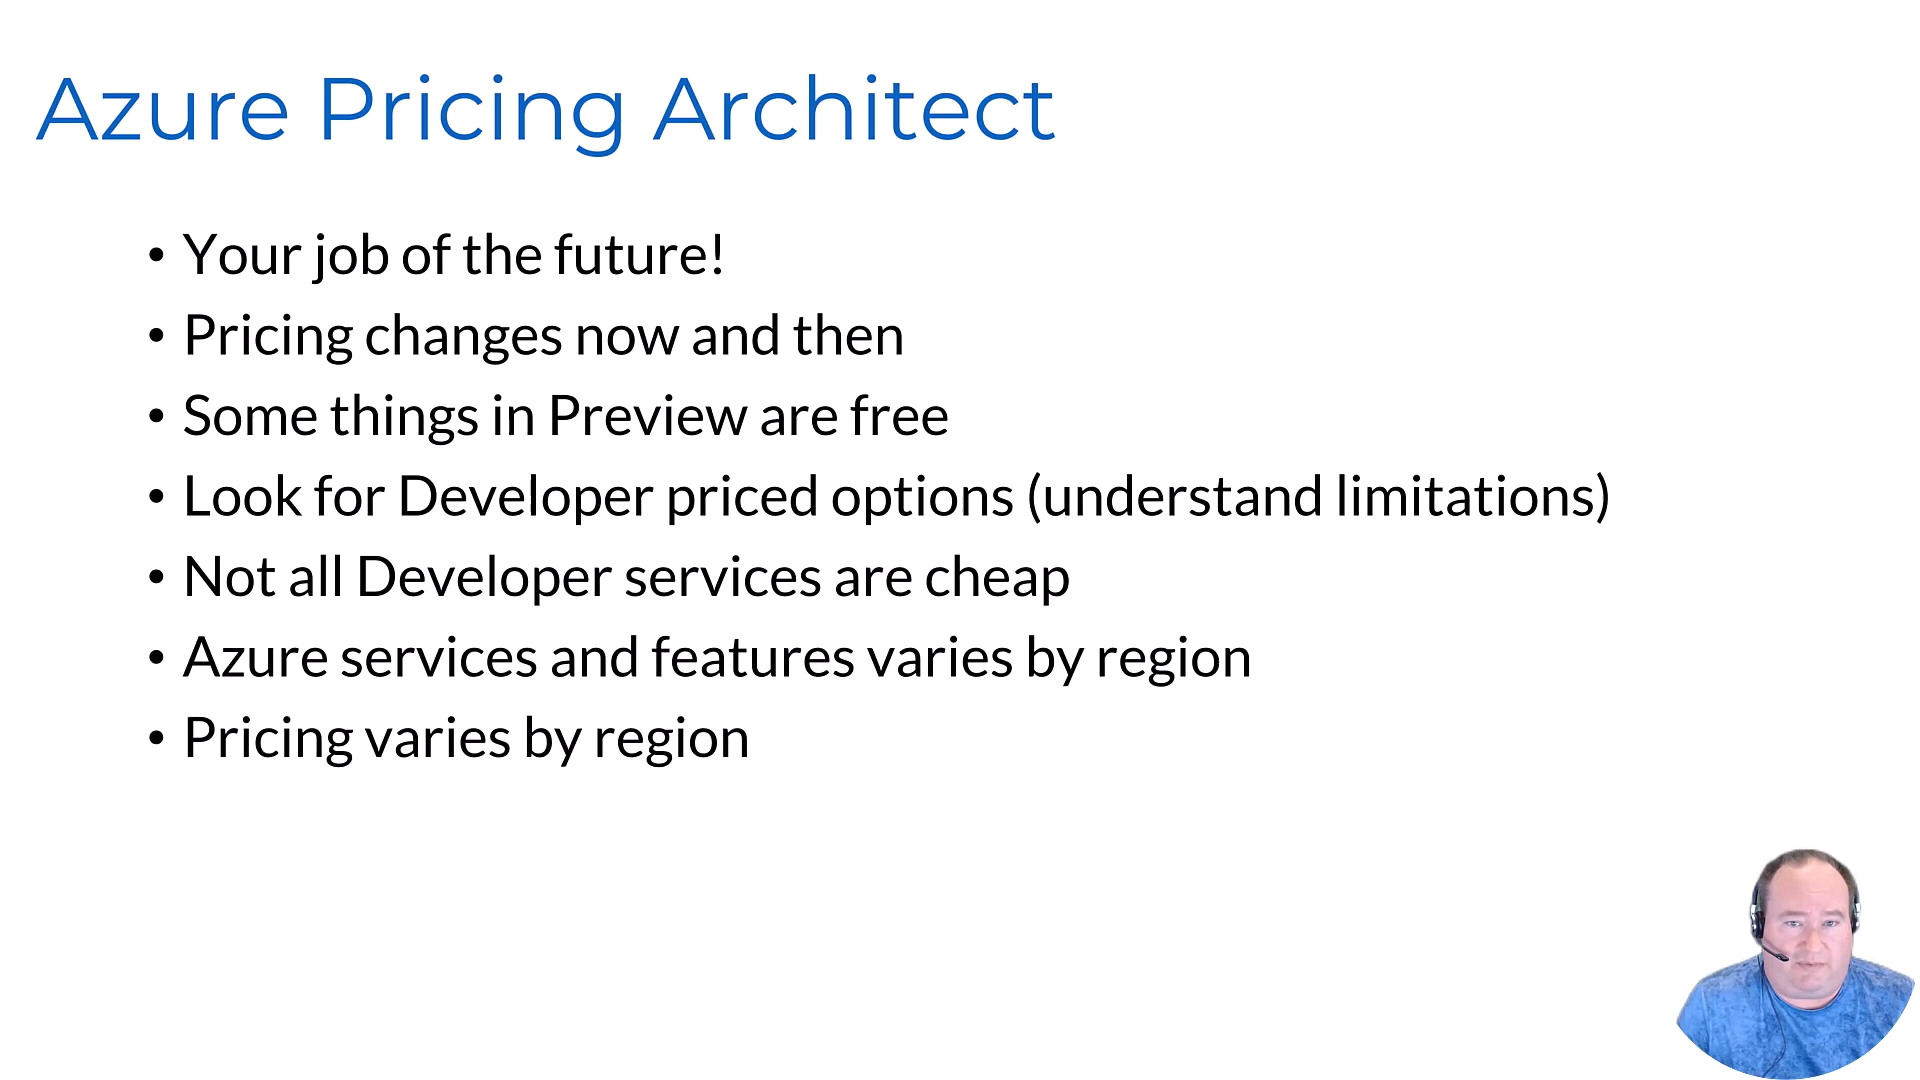 Azure Pricing Architect
• Your job of the future!
• Pricing changes now and then
• Some things in Preview are free
• Look for Developer priced options (understand limitations)
• Not all Developer services are cheap
• Azure services and features varies by region
• Pricing varies by region